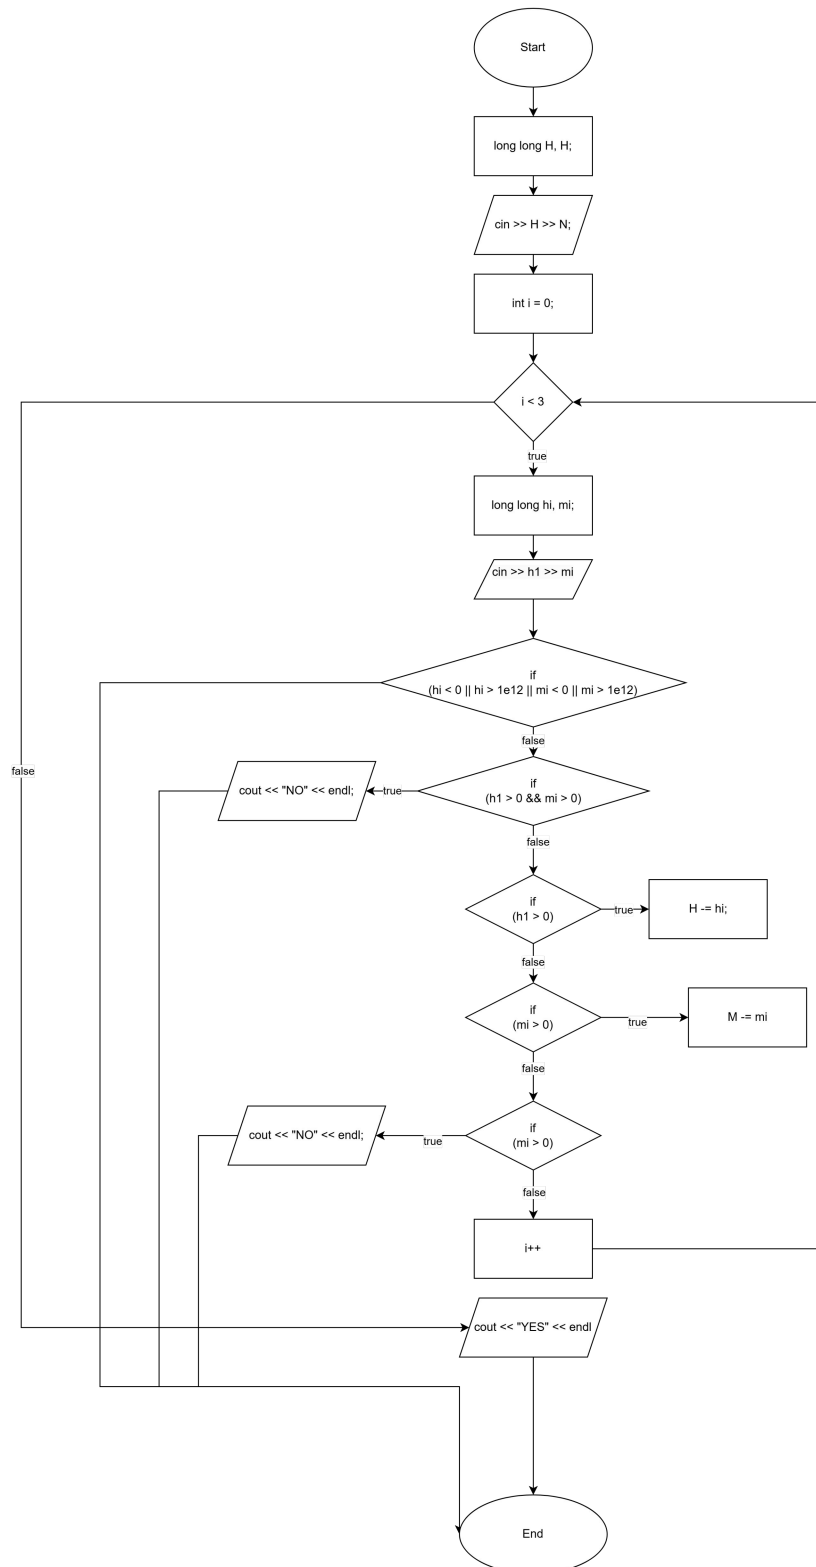 Start
long long H, H;
cin >> H >> N;
int i = 0;
i < 3
true
long long hi, mi;
cin >> h1 >> mi
if
(hi < 0 || hi > 1e12 || mi < 0 || mi > 1e12)
false
false
cout << "NO" << endl;
true
if
(h1 > 0 && mi > 0)
false
if
(h1 > 0)
true
H -= hi;
false
if
(mi > 0)
true
M -= mi
false
cout << "NO" << endl;
true
if
(mi > 0)
false
i++
cout << "YES" << endl
End